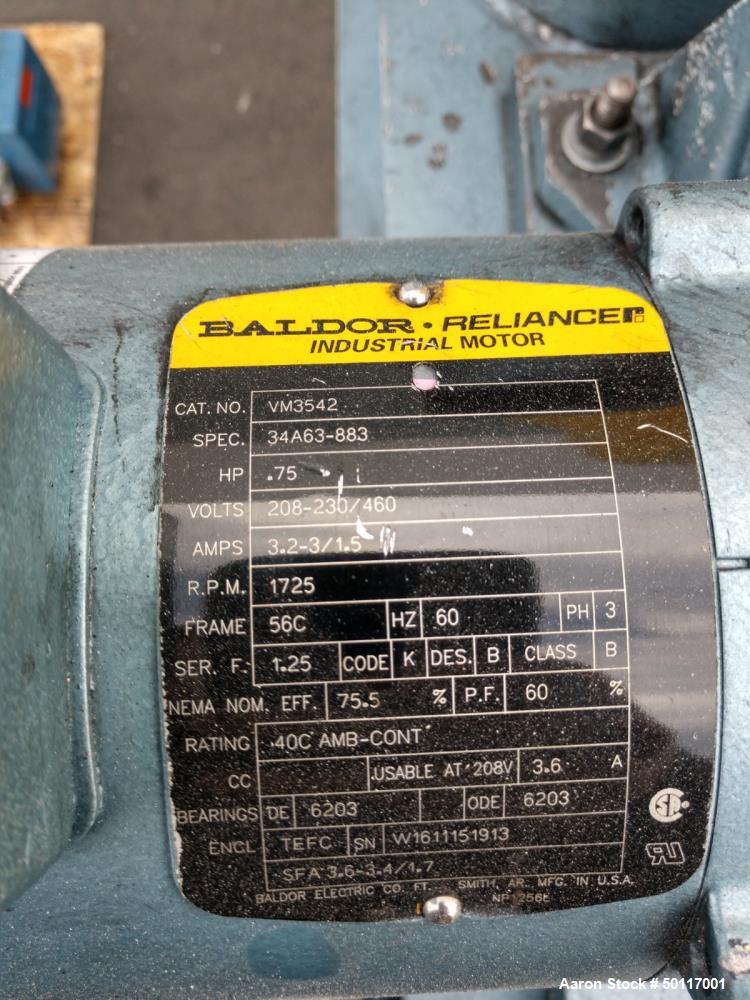 BALDOR • RELIANCE
INDUSTRIAL MOTOR
CAT. NO. VM3542
SPEC. 34A63-883
HP .75
VOLTS 208-230/460
AMPS 3.2-3/1.5
R.P.M. 1725
FRAME 56C HZ 60 PH 3
SER. F. 1.25 CODE K DES. B CLASS B
NEMA NOM. EFF. 75.5 % P.F. 60 %
RATING 40C AMB-CONT
CC USABLE AT 208V 3.6 A
BEARINGS DE 6203 ODE 6203
ENCL TEFC SN W1611151913
SFA 3.6-3.4/1.7
BALDOR ELECTRIC CO. FT. SMITH, AR. MFG. IN U.S.A.
NP1256L
Aaron Stock # 50117001